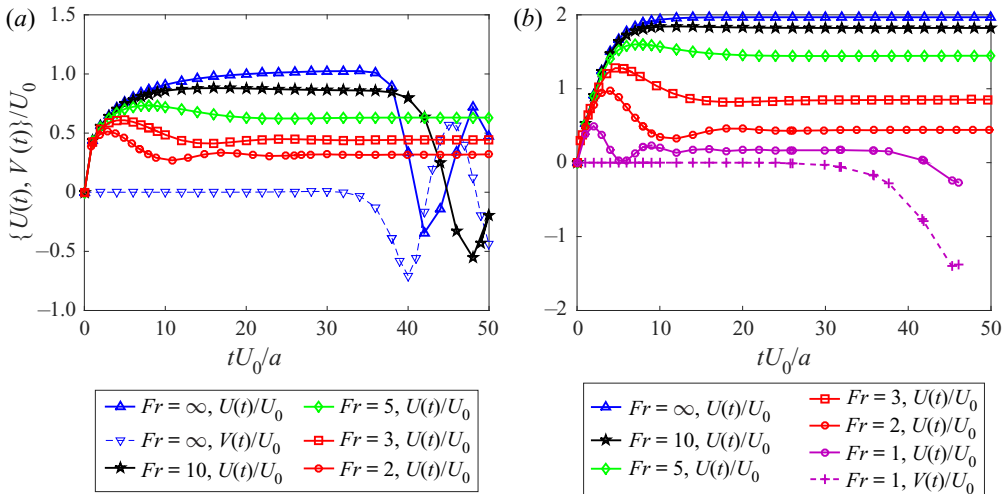 (a)
(b)
1.0
0.5
0
−0.5
−1.0
{U(t), V (t)}/U0
0 10 20 30 40 50
tU0/a
2
1
0
−1
−2
0 10 20 30 40 50
tU0/a
Fr = ∞, U(t)/U0
Fr = ∞, V(t)/U0
Fr = 10, U(t)/U0
Fr = 5, U(t)/U0
Fr = 3, U(t)/U0
Fr = 2, U(t)/U0
Fr = ∞, U(t)/U0
Fr = 10, U(t)/U0
Fr = 5, U(t)/U0
Fr = 3, U(t)/U0
Fr = 2, U(t)/U0
Fr = 1, U(t)/U0
Fr = 1, V(t)/U0